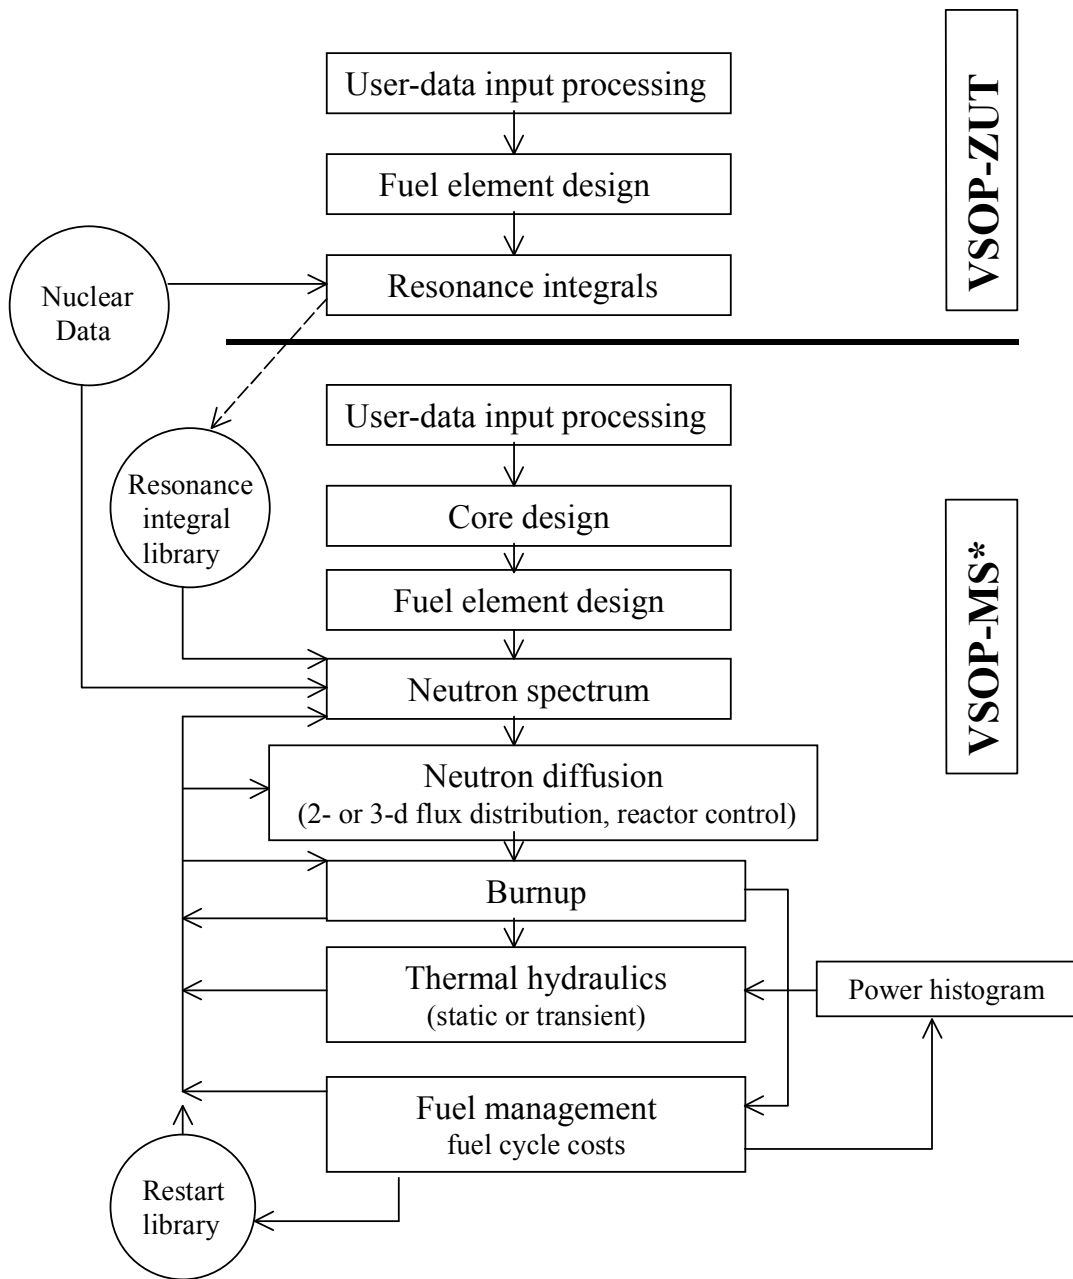 User-data input processing
VSOP-ZUT
Fuel element design
Nuclear
Data
Resonance integrals
User-data input processing
Resonance
integral
library
Core design
VSOP-MS*
Fuel element design
Neutron spectrum
Neutron diffusion
(2- or 3-d flux distribution, reactor control)
Burnup
Thermal hydraulics
(static or transient)
Power histogram
Fuel management
fuel cycle costs
Restart
library